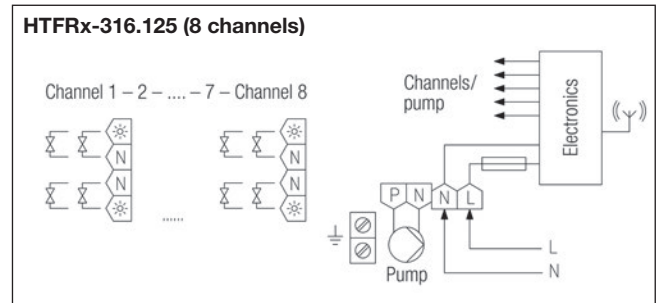 HTFRx-316.125 (8 channels)
Channel 1 – 2 – .... – 7 – Channel 8
N
N
N
N
......
Channels/
pump
Electronics
P N N L
Pump
L
N